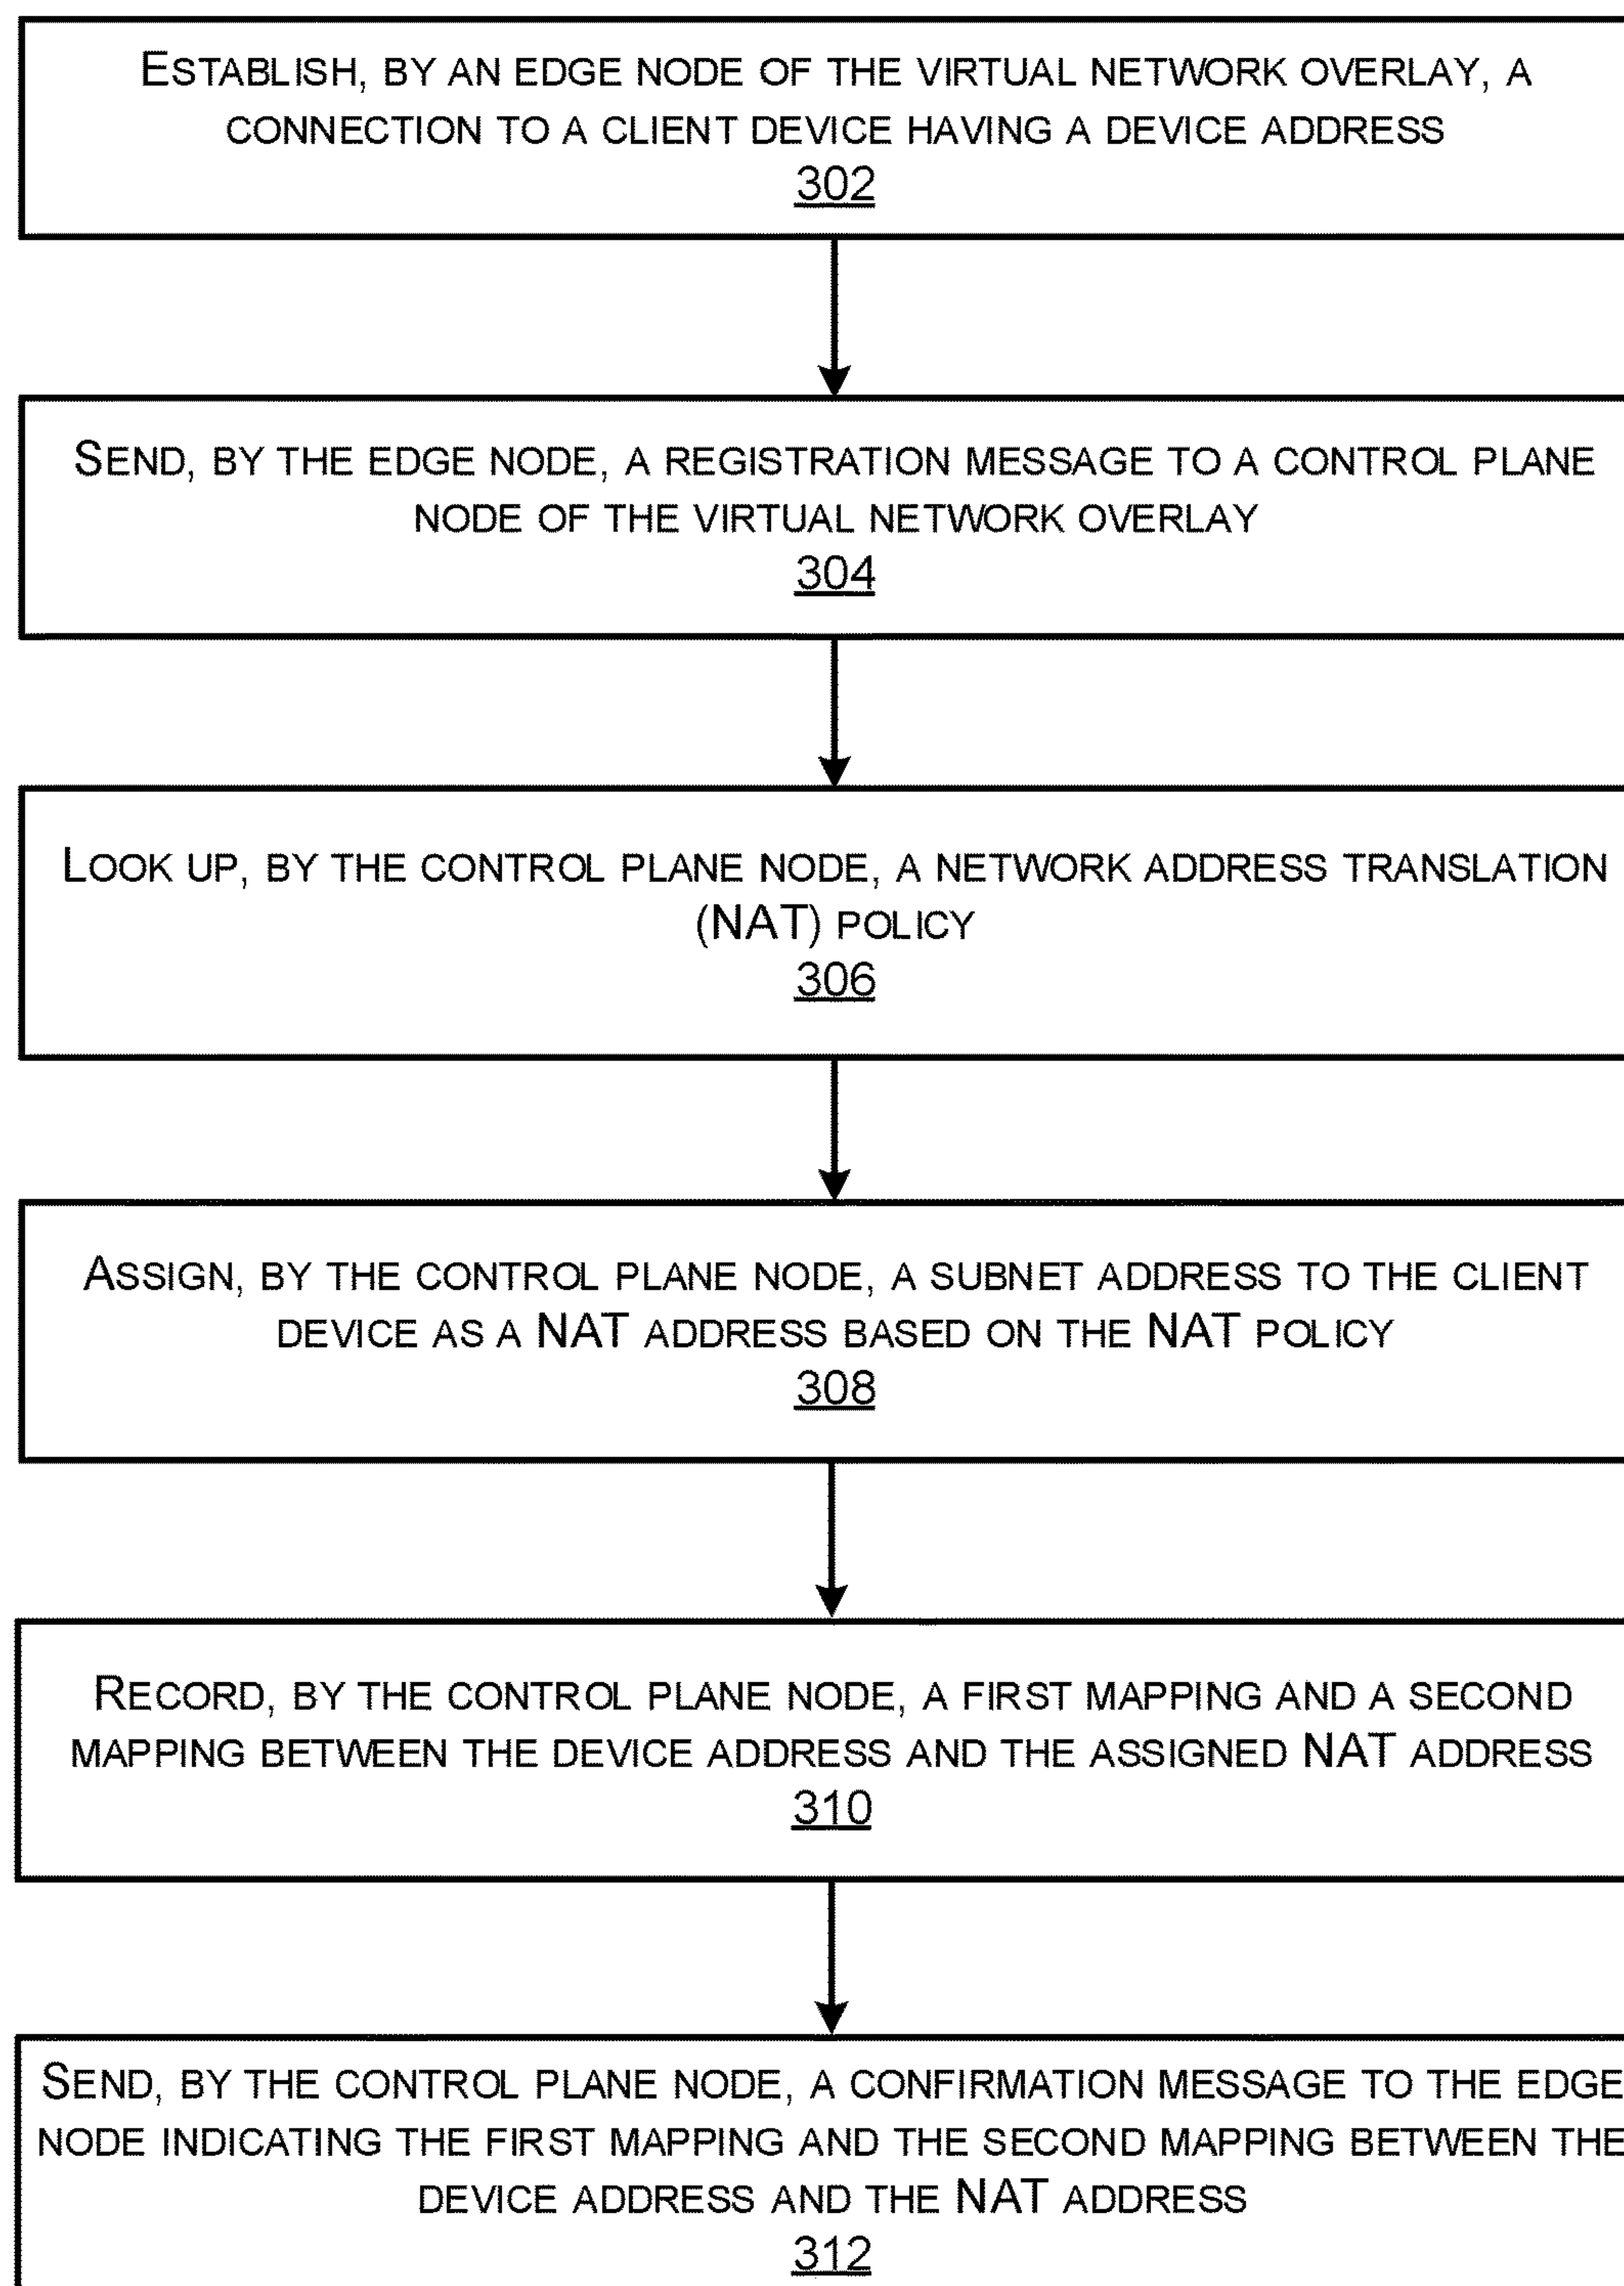 ESTABLISH, BY AN EDGE NODE OF THE VIRTUAL NETWORK OVERLAY, A
CONNECTION TO A CLIENT DEVICE HAVING A DEVICE ADDRESS
302
SEND, BY THE EDGE NODE, A REGISTRATION MESSAGE TO A CONTROL PLANE
NODE OF THE VIRTUAL NETWORK OVERLAY
304
LOOK UP, BY THE CONTROL PLANE NODE, A NETWORK ADDRESS TRANSLATION
(NAT) POLICY
306
ASSIGN, BY THE CONTROL PLANE NODE, A SUBNET ADDRESS TO THE CLIENT
DEVICE AS A NAT ADDRESS BASED ON THE NAT POLICY
308
RECORD, BY THE CONTROL PLANE NODE, A FIRST MAPPING AND A SECOND
MAPPING BETWEEN THE DEVICE ADDRESS AND THE ASSIGNED NAT ADDRESS
310
SEND, BY THE CONTROL PLANE NODE, A CONFIRMATION MESSAGE TO THE EDGE
NODE INDICATING THE FIRST MAPPING AND THE SECOND MAPPING BETWEEN THE
DEVICE ADDRESS AND THE NAT ADDRESS
312